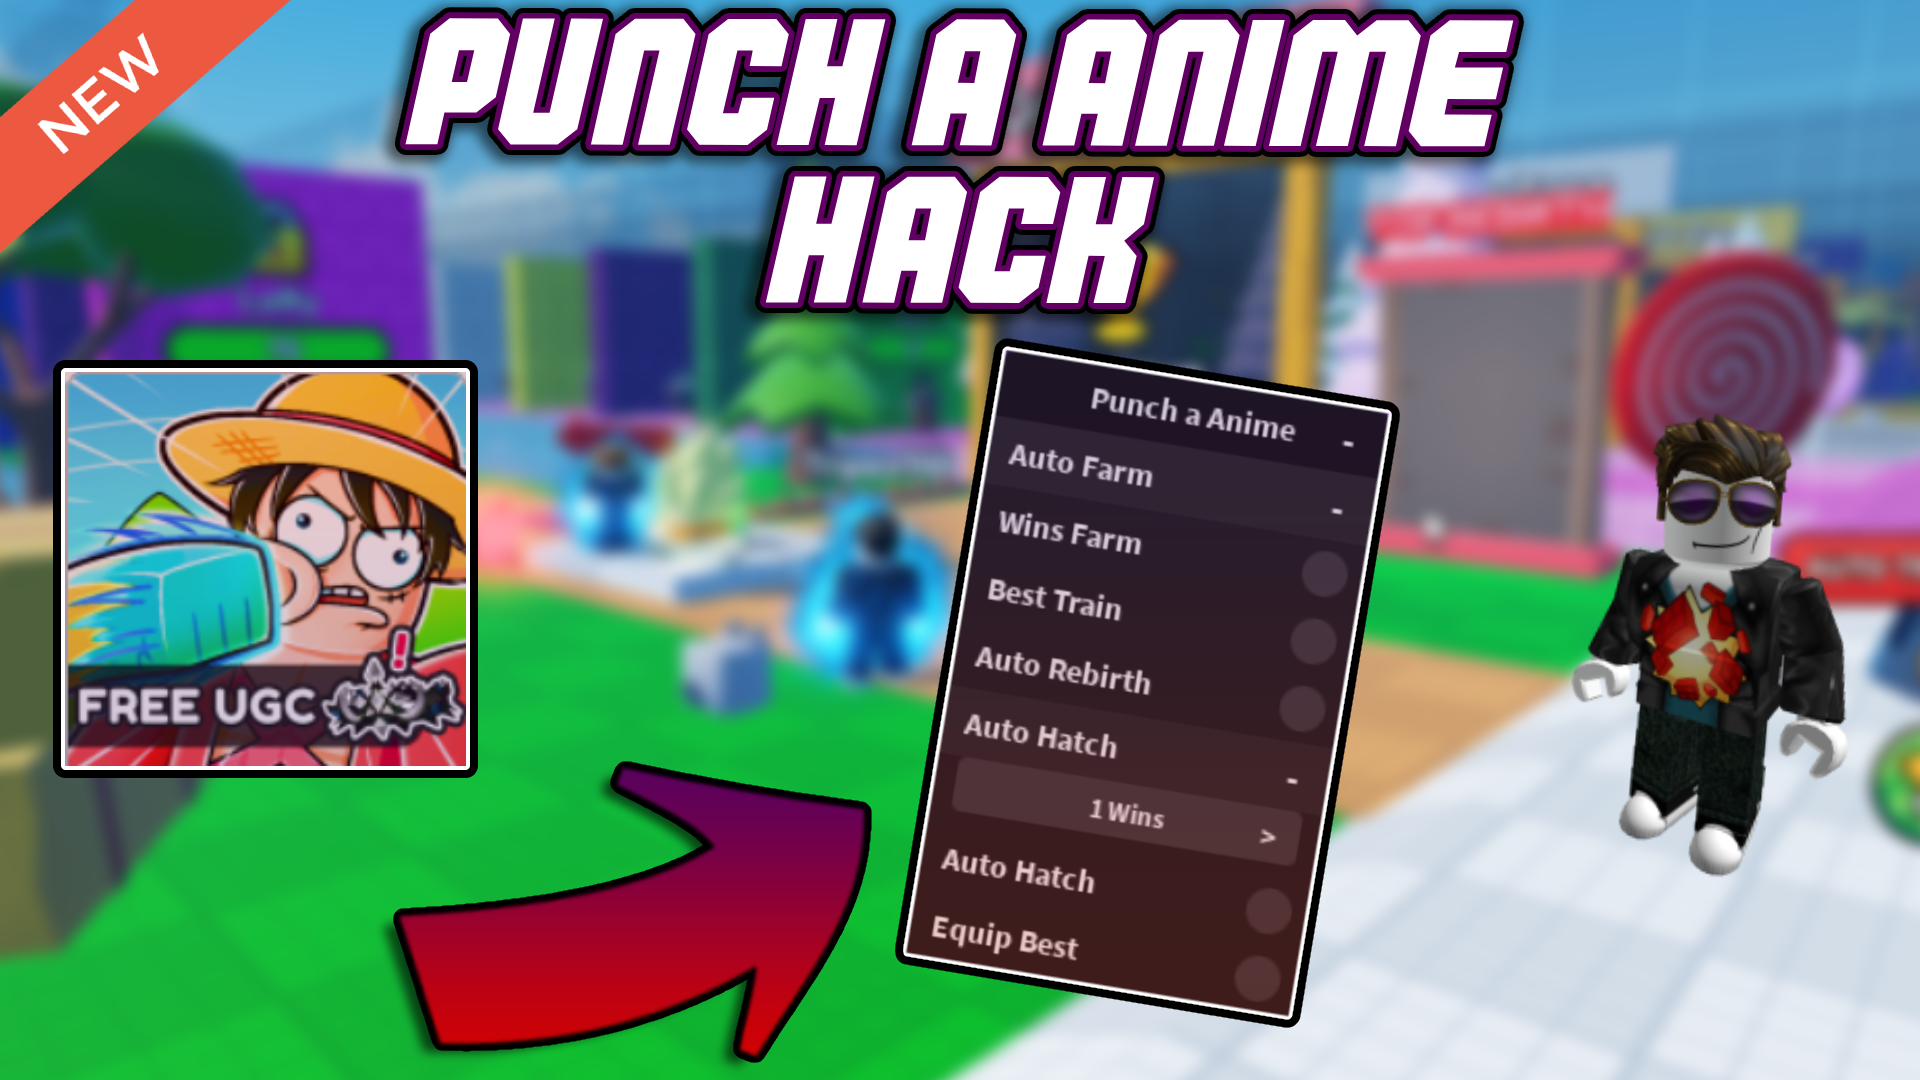 NEW
PUNCH A ANIME
HACK
FREE UGC
Punch a Anime -
Auto Farm -
Wins Farm
Best Train
Auto Rebirth
Auto Hatch -
1 Wins >
Auto Hatch
Equip Best